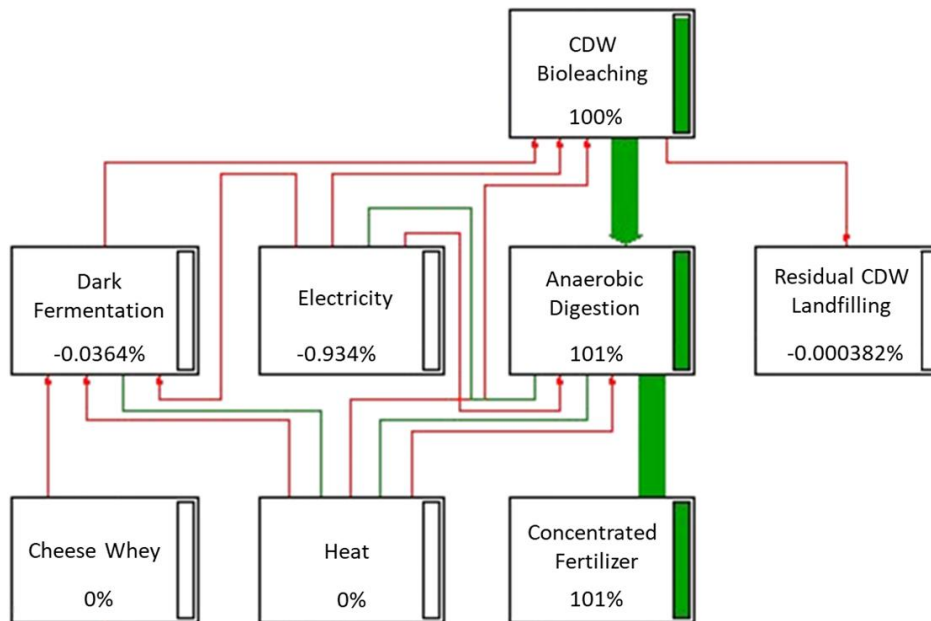 CDW
Bioleaching
100%
Dark
Fermentation
-0.0364%
Electricity
-0.934%
Anaerobic
Digestion
101%
Residual CDW
Landfilling
-0.000382%
Cheese Whey
0%
Heat
0%
Concentrated
Fertilizer
101%